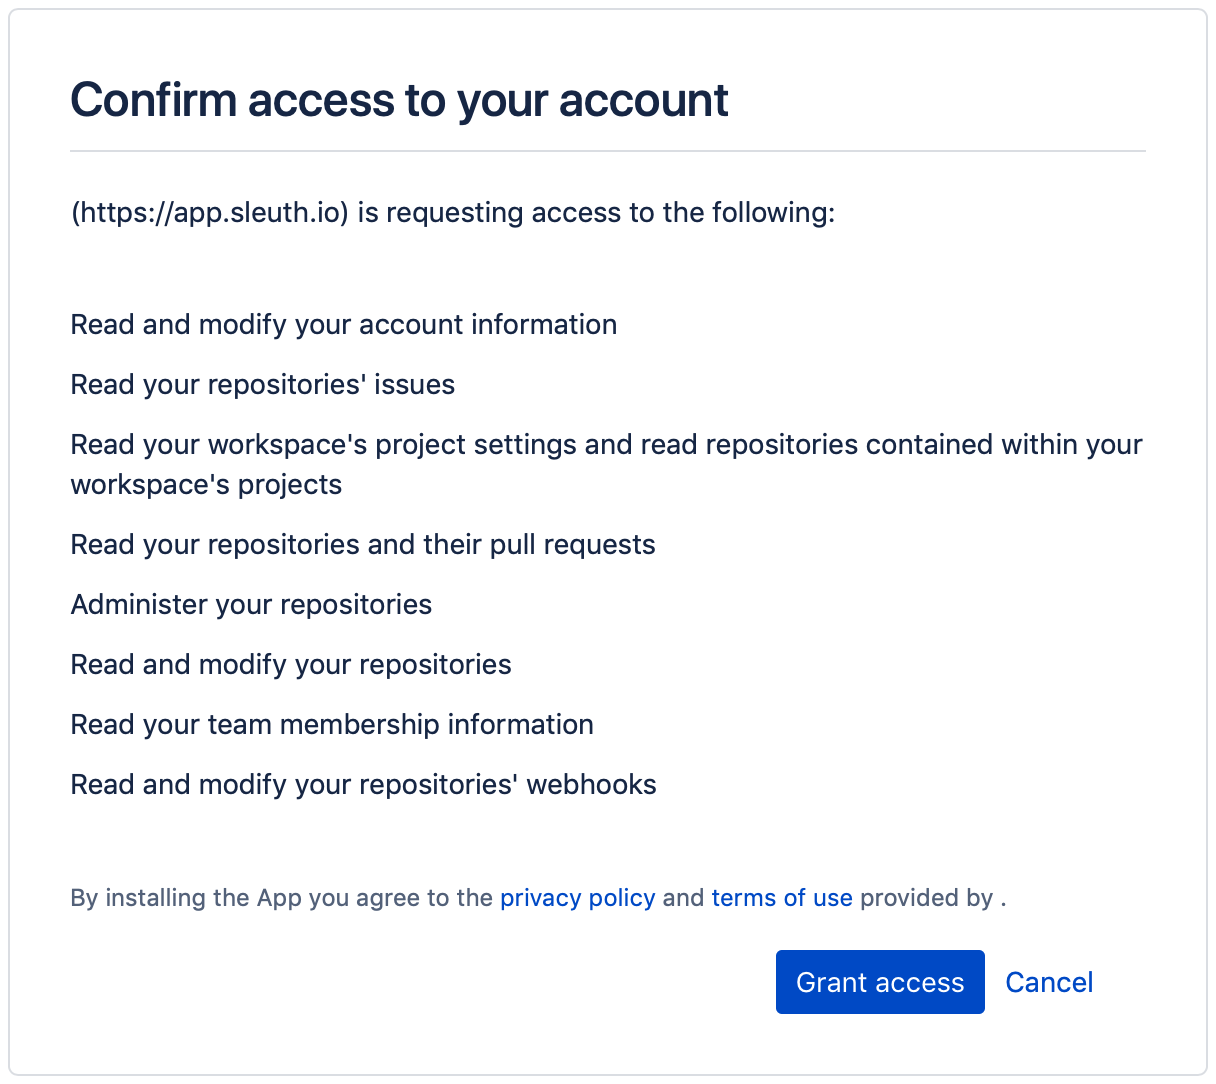 Confirm access to your account
(https://app.sleuth.io) is requesting access to the following:
Read and modify your account information
Read your repositories' issues
Read your workspace's project settings and read repositories contained within your
workspace's projects
Read your repositories and their pull requests
Administer your repositories
Read and modify your repositories
Read your team membership information
Read and modify your repositories' webhooks
By installing the App you agree to the privacy policy and terms of use provided by .
Grant access Cancel